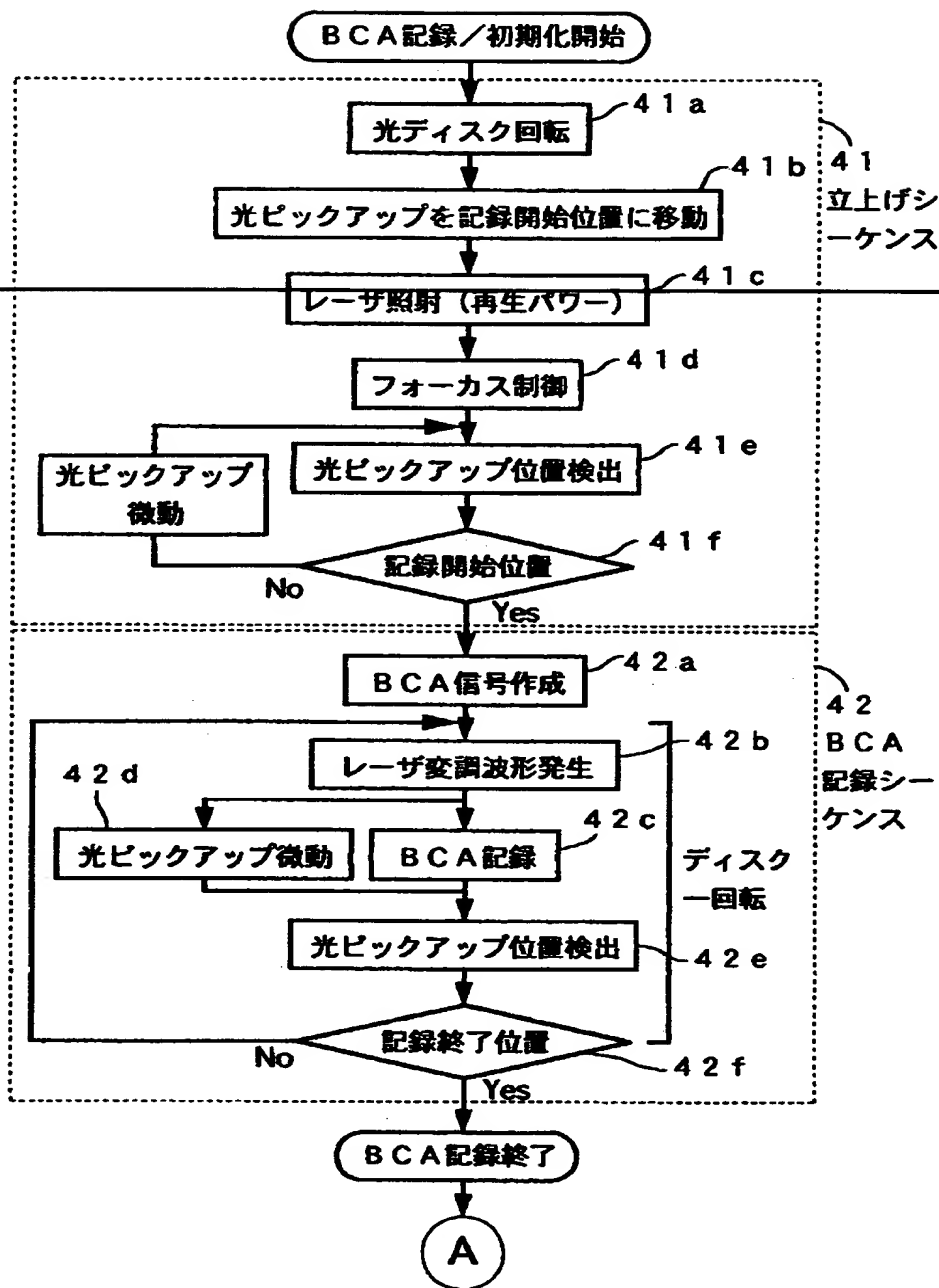 BCA記録／初期化開始
41a
光ディスク回転
41
立上げシ
ーケンス
41b
光ピックアップを記録開始位置に移動
41c
レーザ照射（再生パワー）
41d
フォーカス制御
41e
光ピックアップ位置検出
光ピックアップ
微動
41f
記録開始位置
No
Yes
42a
BCA信号作成
42
BCA
記録シー
ケンス
42b
レーザ変調波形発生
42d
42c
光ピックアップ微動
BCA記録
ディスク
一回転
光ピックアップ位置検出
42e
記録終了位置
No
42f
Yes
BCA記録終了
A